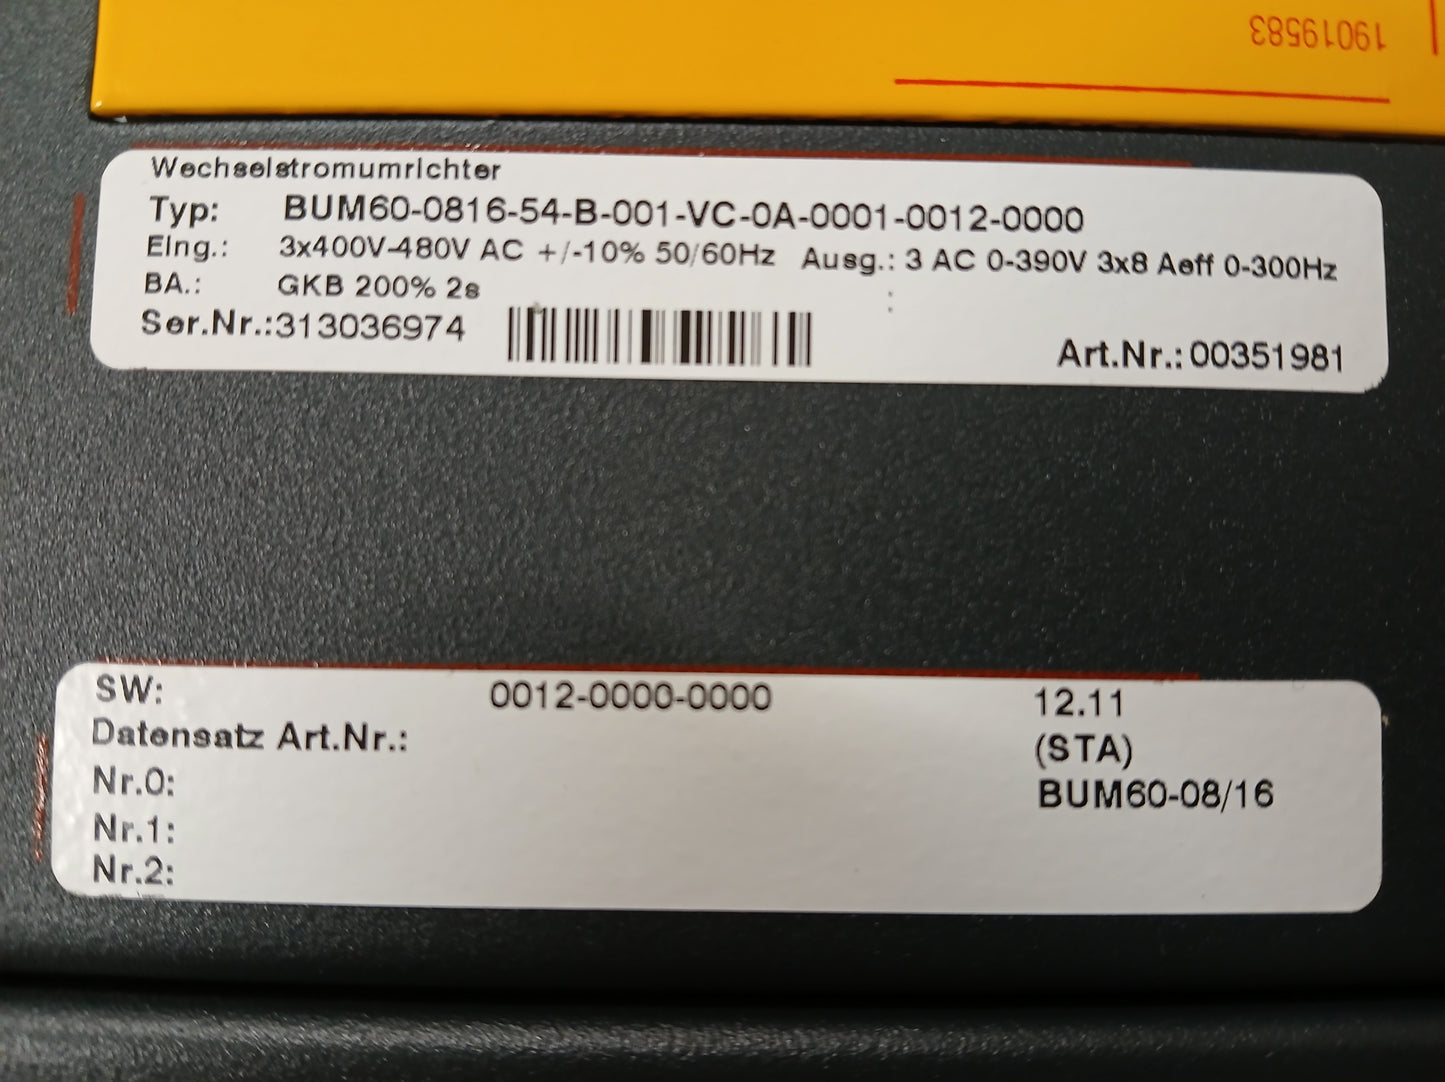 19019583
Wechselstromumrichter
Typ: BUM60-0816-54-B-001-VC-0A-0001-0012-0000
Eing.: 3x400V-480V AC +/-10% 50/60Hz Ausg.: 3 AC 0-390V 3x8 Aeff 0-300Hz
BA.: GKB 200% 2s :
Ser.Nr.:313036974 Art.Nr.: 00351981
SW: 0012-0000-0000 12.11
Datensatz Art.Nr.: (STA)
Nr.0: BUM60-08/16
Nr.1:
Nr.2: